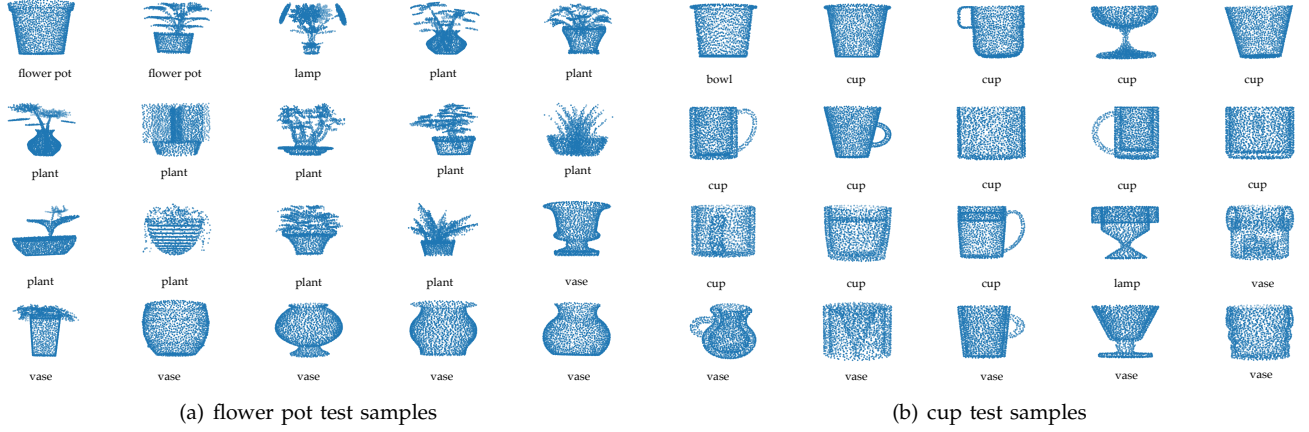 flower pot flower pot lamp plant plant
bowl cup cup cup cup
plant plant plant plant plant
cup cup cup cup cup
plant plant plant plant vase
cup cup cup lamp vase
vase vase vase vase vase
vase vase vase vase vase
(a) flower pot test samples
(b) cup test samples